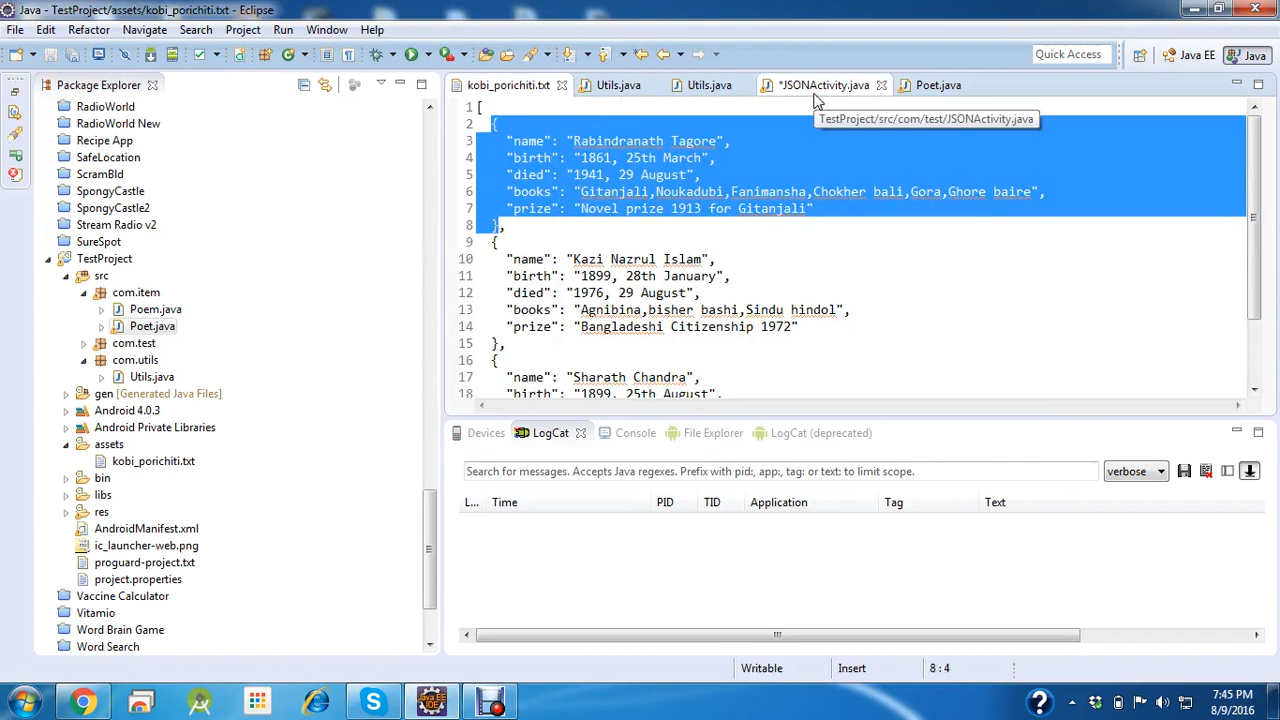 Java - TestProject/assets/kobi_porichiti.txt - Eclipse
File Edit Refactor Navigate Search Project Run Window Help
Quick Access
Java EE
Java
Package Explorer
RadioWorld
RadioWorld New
Recipe App
SafeLocation
ScramBld
SpongyCastle
SpongyCastle2
Stream Radio v2
SureSpot
TestProject
src
com.item
Poem.java
Poet.java
com.test
com.utils
Utils.java
gen [Generated Java Files]
Android 4.0.3
Android Private Libraries
assets
kobi_porichiti.txt
bin
libs
res
AndroidManifest.xml
ic_launcher-web.png
proguard-project.txt
project.properties
Vaccine Calculator
Vitamio
Word Brain Game
Word Search
kobi_porichiti.txt Utils.java Utils.java *JSONActivity.java Poet.java
TestProject/src/com/test/JSONActivity.java
1 [
2 {
3 "name": "Rabindranath Tagore",
4 "birth": "1861, 25th March",
5 "died": "1941, 29 August",
6 "books": "Gitanjali,Noukadubi,Fanimansha,Chokher bali,Gora,Ghore baire",
7 "prize": "Novel prize 1913 for Gitanjali"
8 },
9 {
10 "name": "Kazi Nazrul Islam",
11 "birth": "1899, 28th January",
12 "died": "1976, 29 August",
13 "books": "Agnibina,bisher bashi,Sindu hindol",
14 "prize": "Bangladeshi Citizenship 1972"
15 },
16 {
17 "name": "Sharath Chandra",
18 "birth": "1899, 25th August",
Devices LogCat Console File Explorer LogCat (deprecated)
Search for messages. Accepts Java regexes. Prefix with pid:, app:, tag: or text: to limit scope.
verbose
L... Time PID TID Application Tag Text
Writable Insert 8 : 4
7:45 PM
8/9/2016